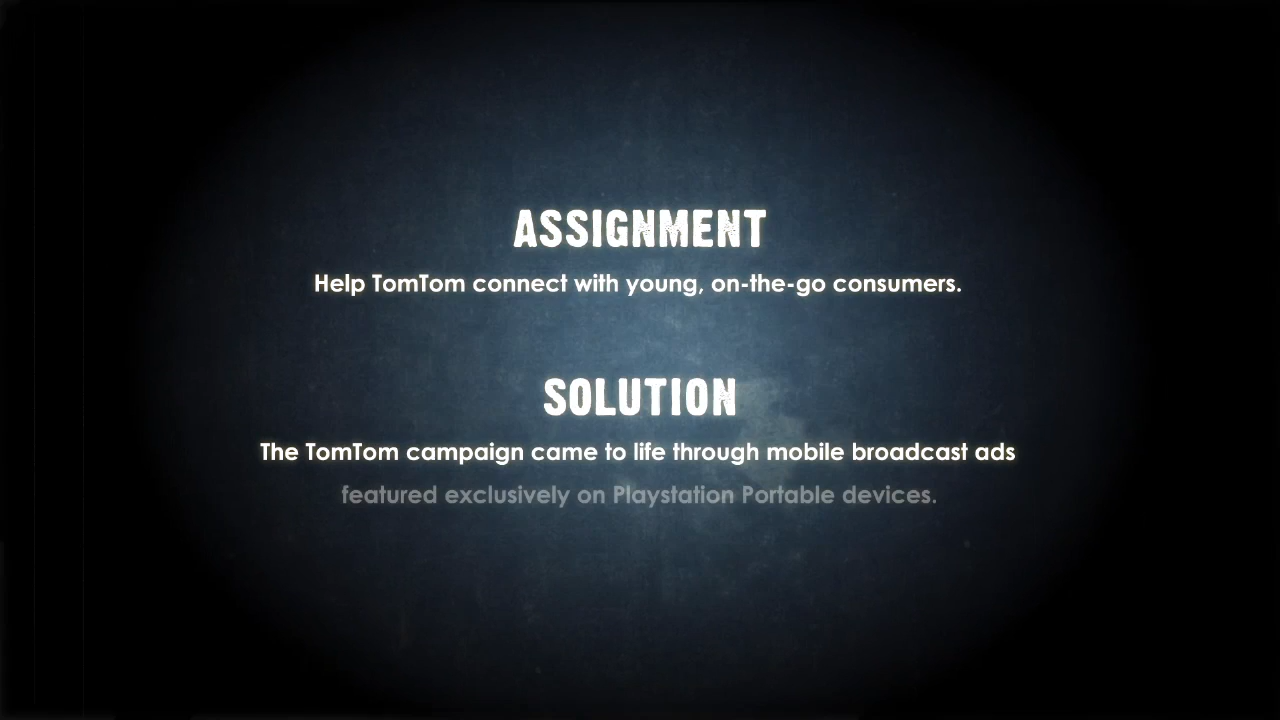 ASSIGNMENT
Help TomTom connect with young, on-the-go consumers.
SOLUTION
The TomTom campaign came to life through mobile broadcast ads
featured exclusively on Playstation Portable devices.